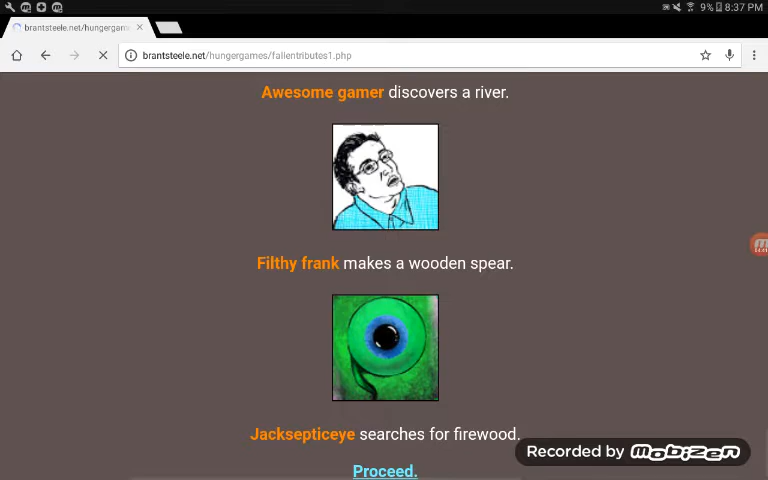 9% 8:37 PM
brantsteele.net/hungergam
brantsteele.net/hungergames/fallentributes1.php
Awesome gamer discovers a river.
Filthy frank makes a wooden spear.
Jacksepticeye searches for firewood.
Recorded by MOBIZEN
Proceed.